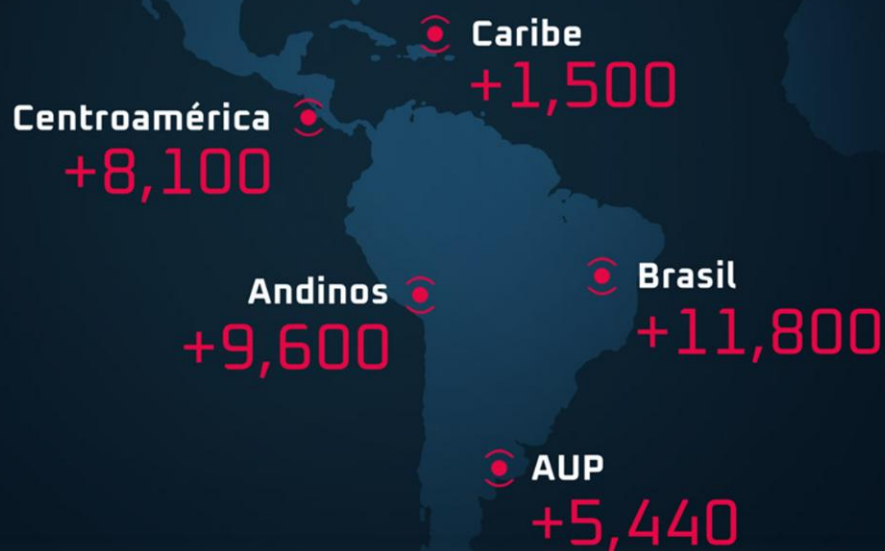 Caribe
+1,500
Centroamérica
+8,100
Andinos
+9,600
Brasil
+11,800
AUP
+5,440